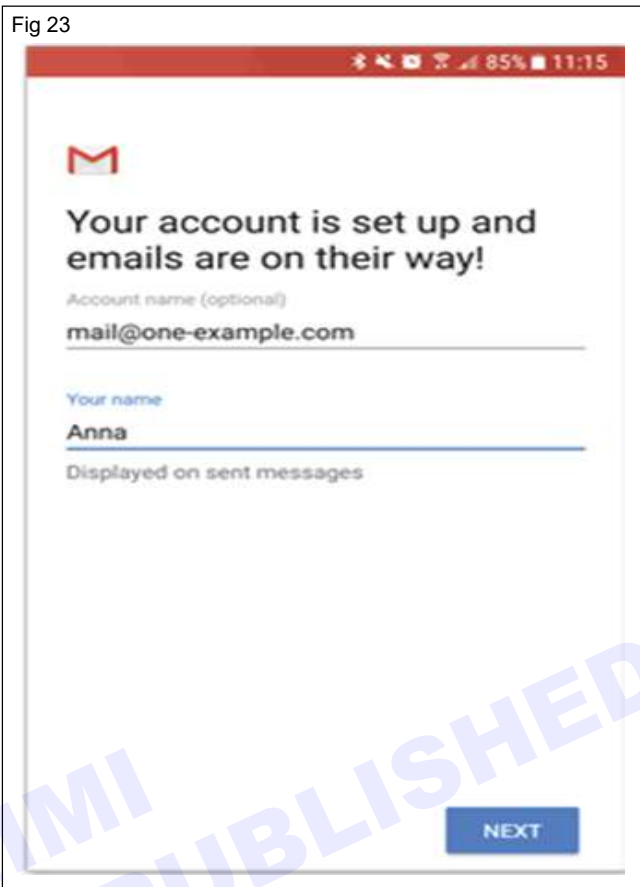 Fig 23
85% 11:15
Your account is set up and
emails are on their way!
Account name (optional)
mail@one-example.com
Your name
Anna
Displayed on sent messages
NEXT
IMI
PUBLISHED